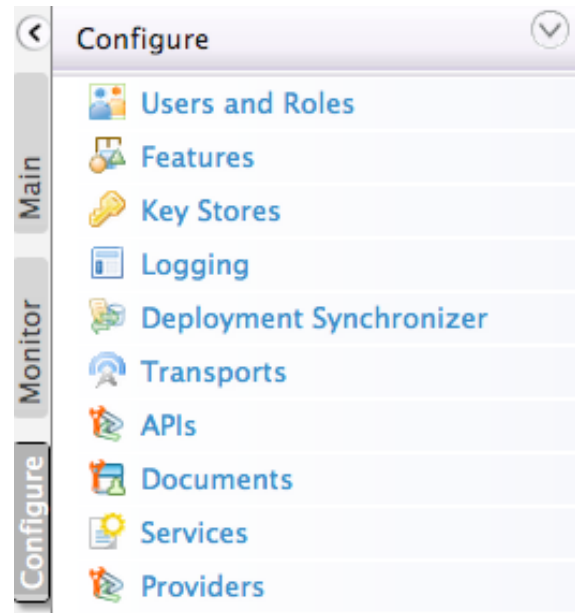 Configure
Users and Roles
Features
Key Stores
Logging
Deployment Synchronizer
Transports
APIs
Documents
Services
Providers
Main
Monitor
Configure